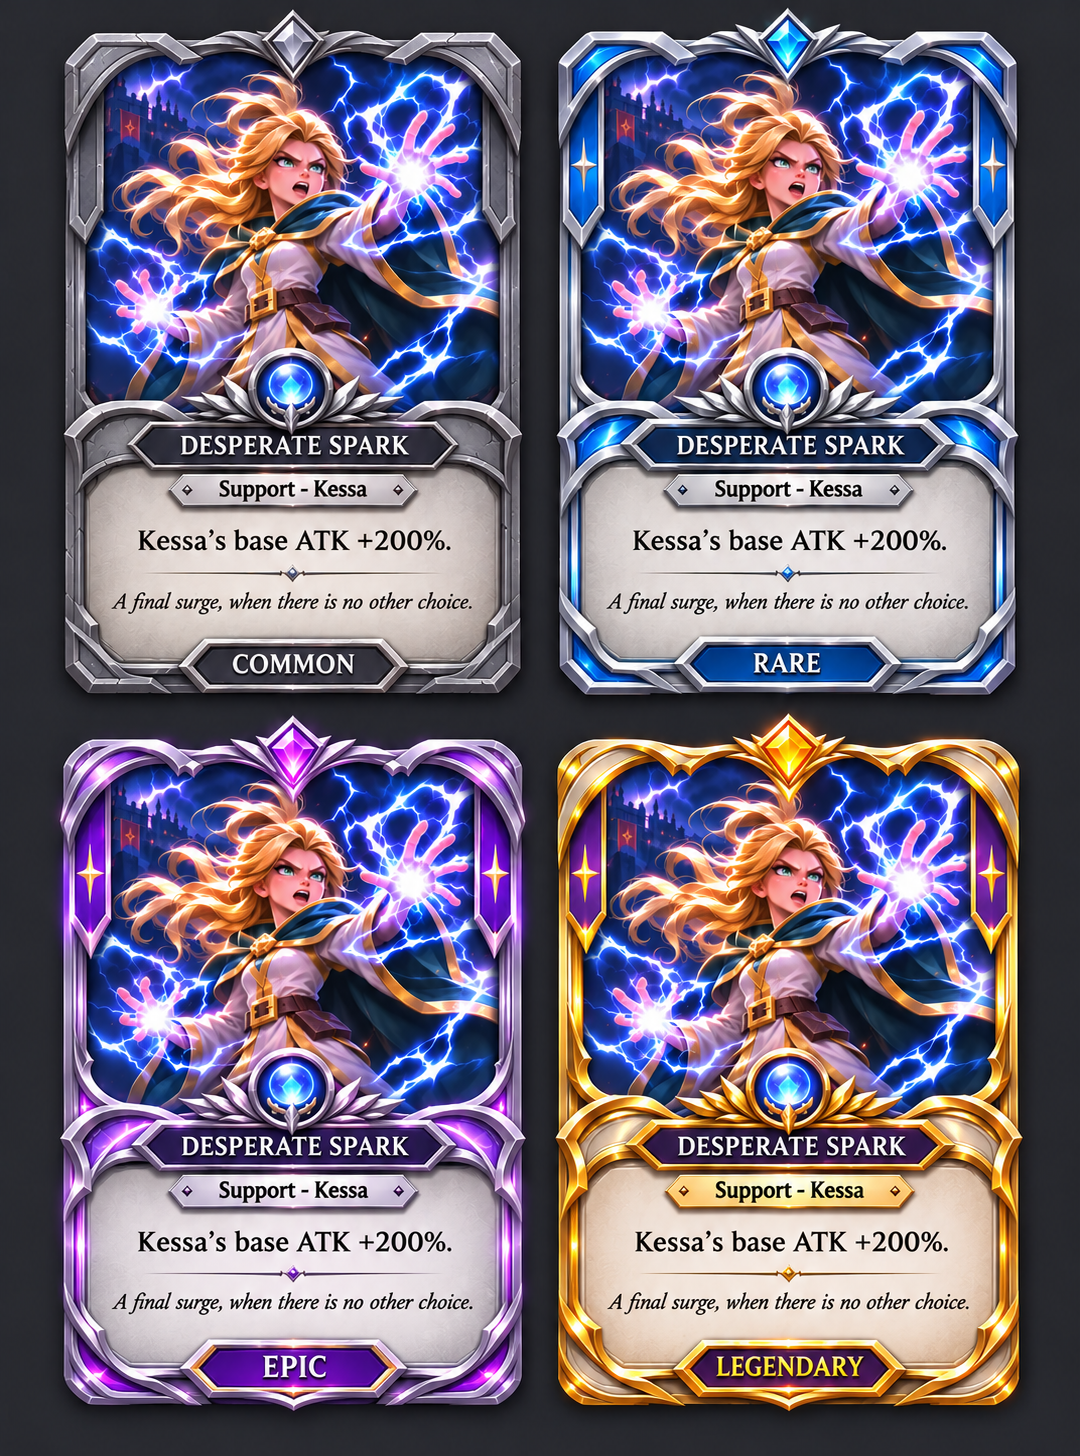 DESPERATE SPARK
Support - Kessa
Kessa's base ATK +200%.
A final surge, when there is no other choice.
COMMON
DESPERATE SPARK
Support - Kessa
Kessa's base ATK +200%.
A final surge, when there is no other choice.
RARE
DESPERATE SPARK
Support - Kessa
Kessa's base ATK +200%.
A final surge, when there is no other choice.
EPIC
DESPERATE SPARK
Support - Kessa
Kessa's base ATK +200%.
A final surge, when there is no other choice.
LEGENDARY